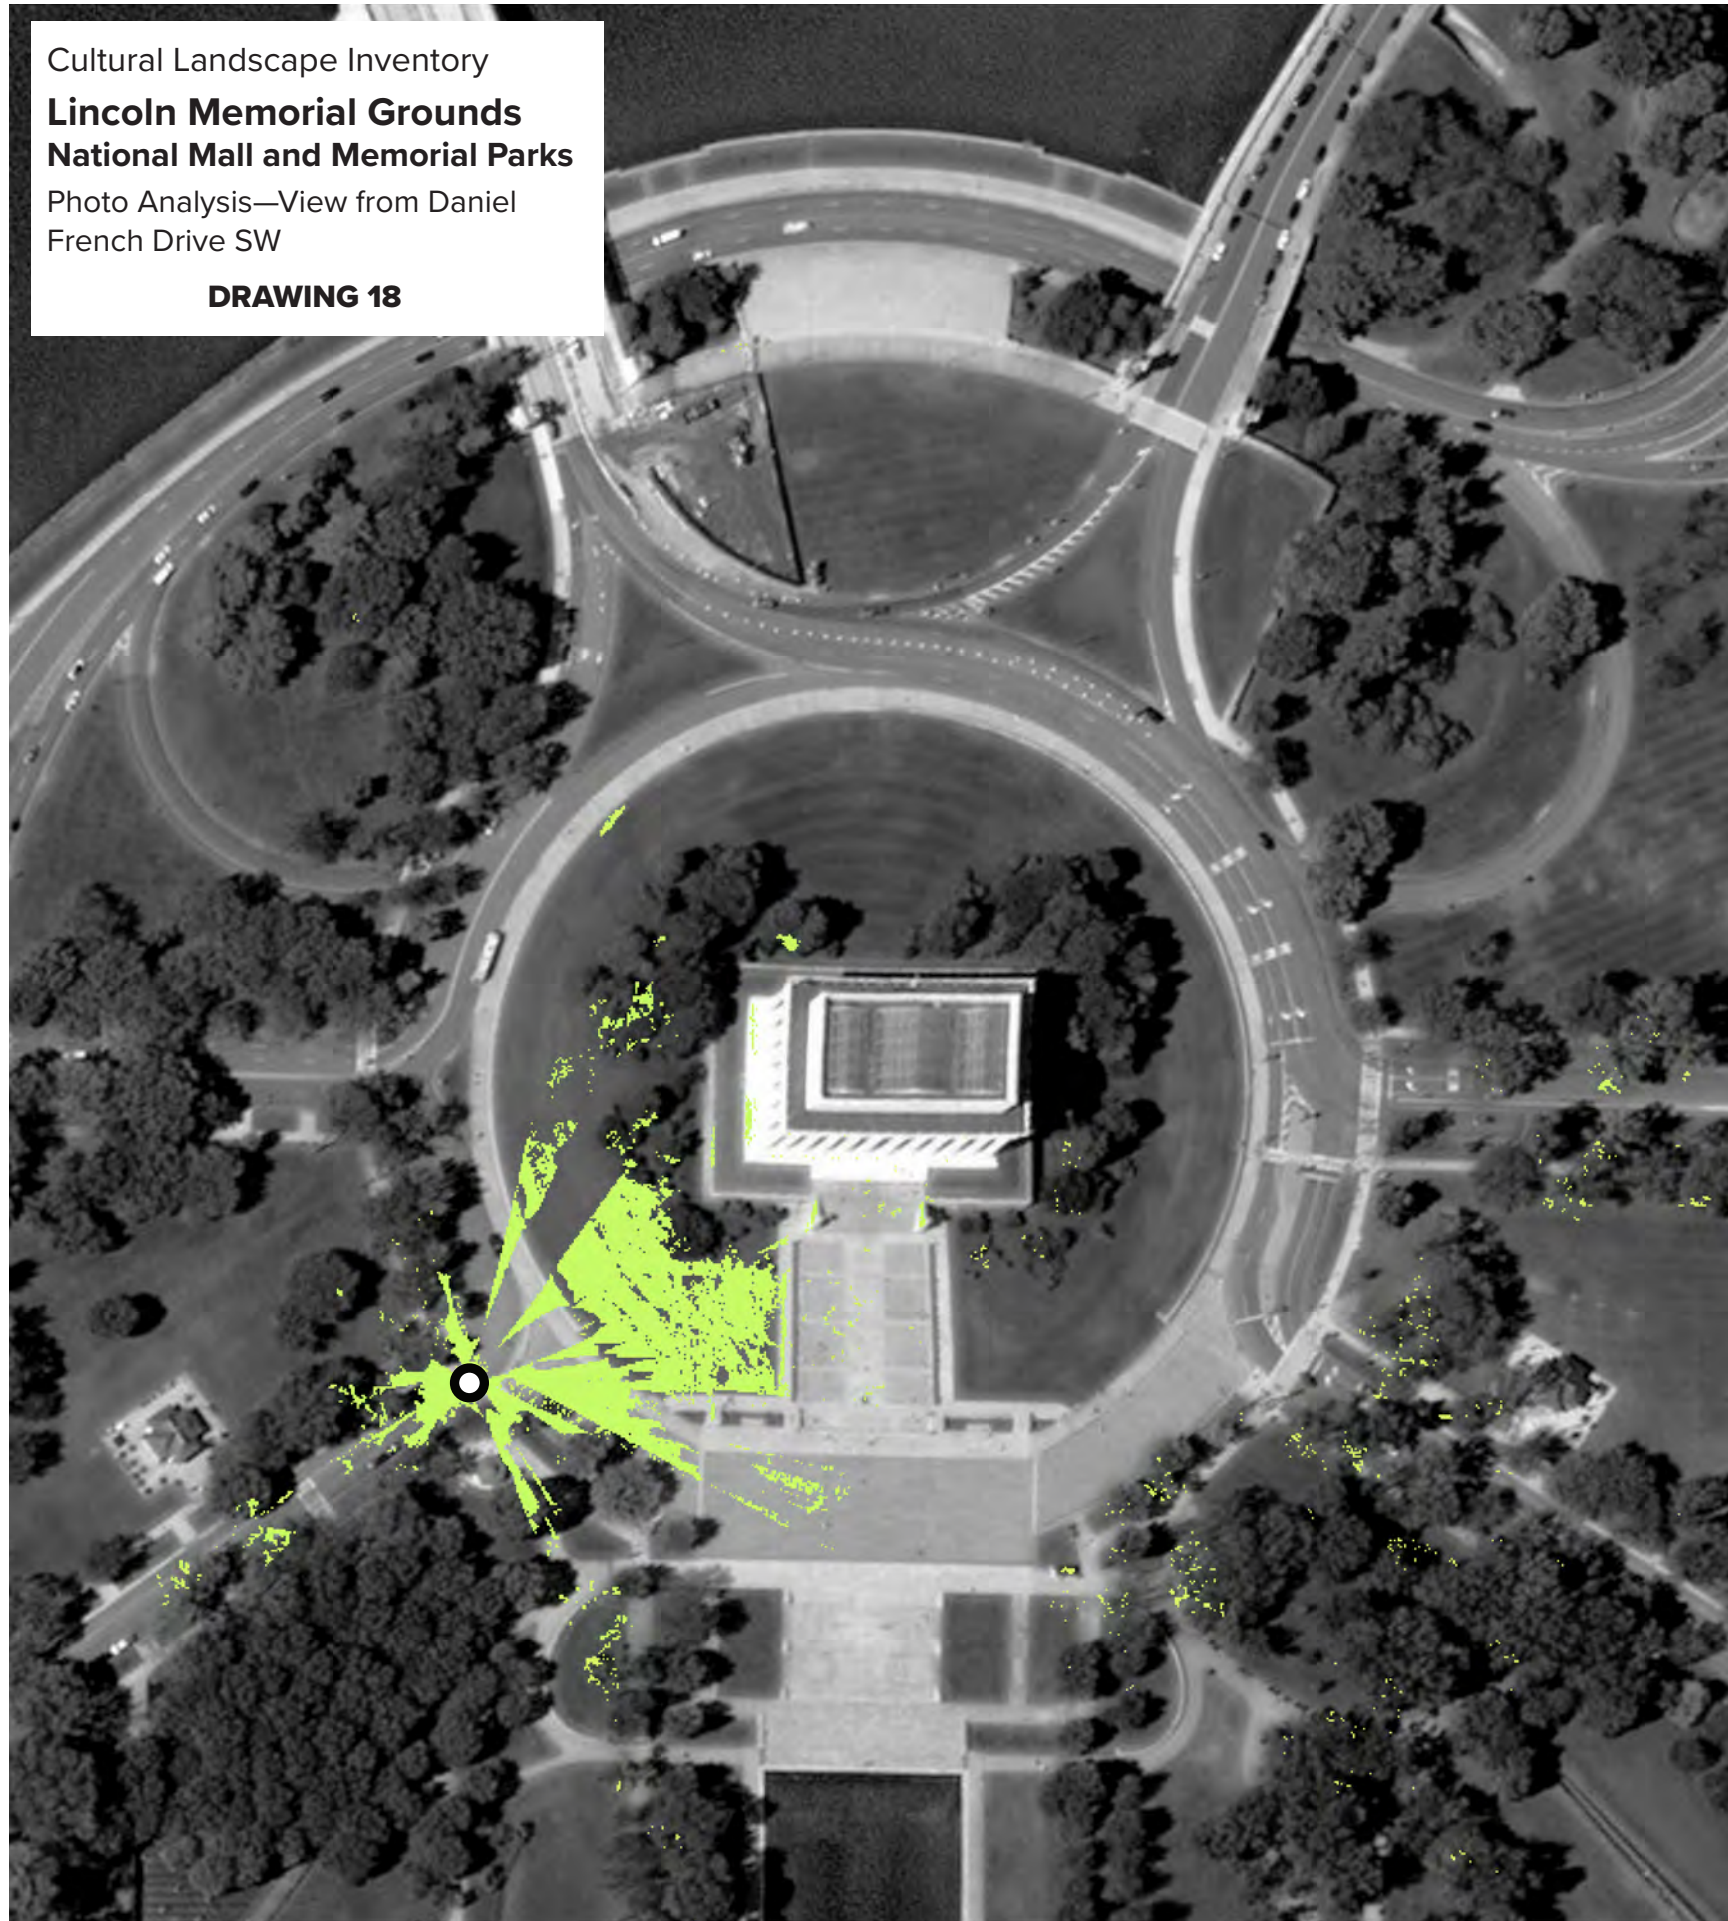 Cultural Landscape Inventory
Lincoln Memorial Grounds
National Mall and Memorial Parks
Photo Analysis—View from Daniel
French Drive SW
DRAWING 18